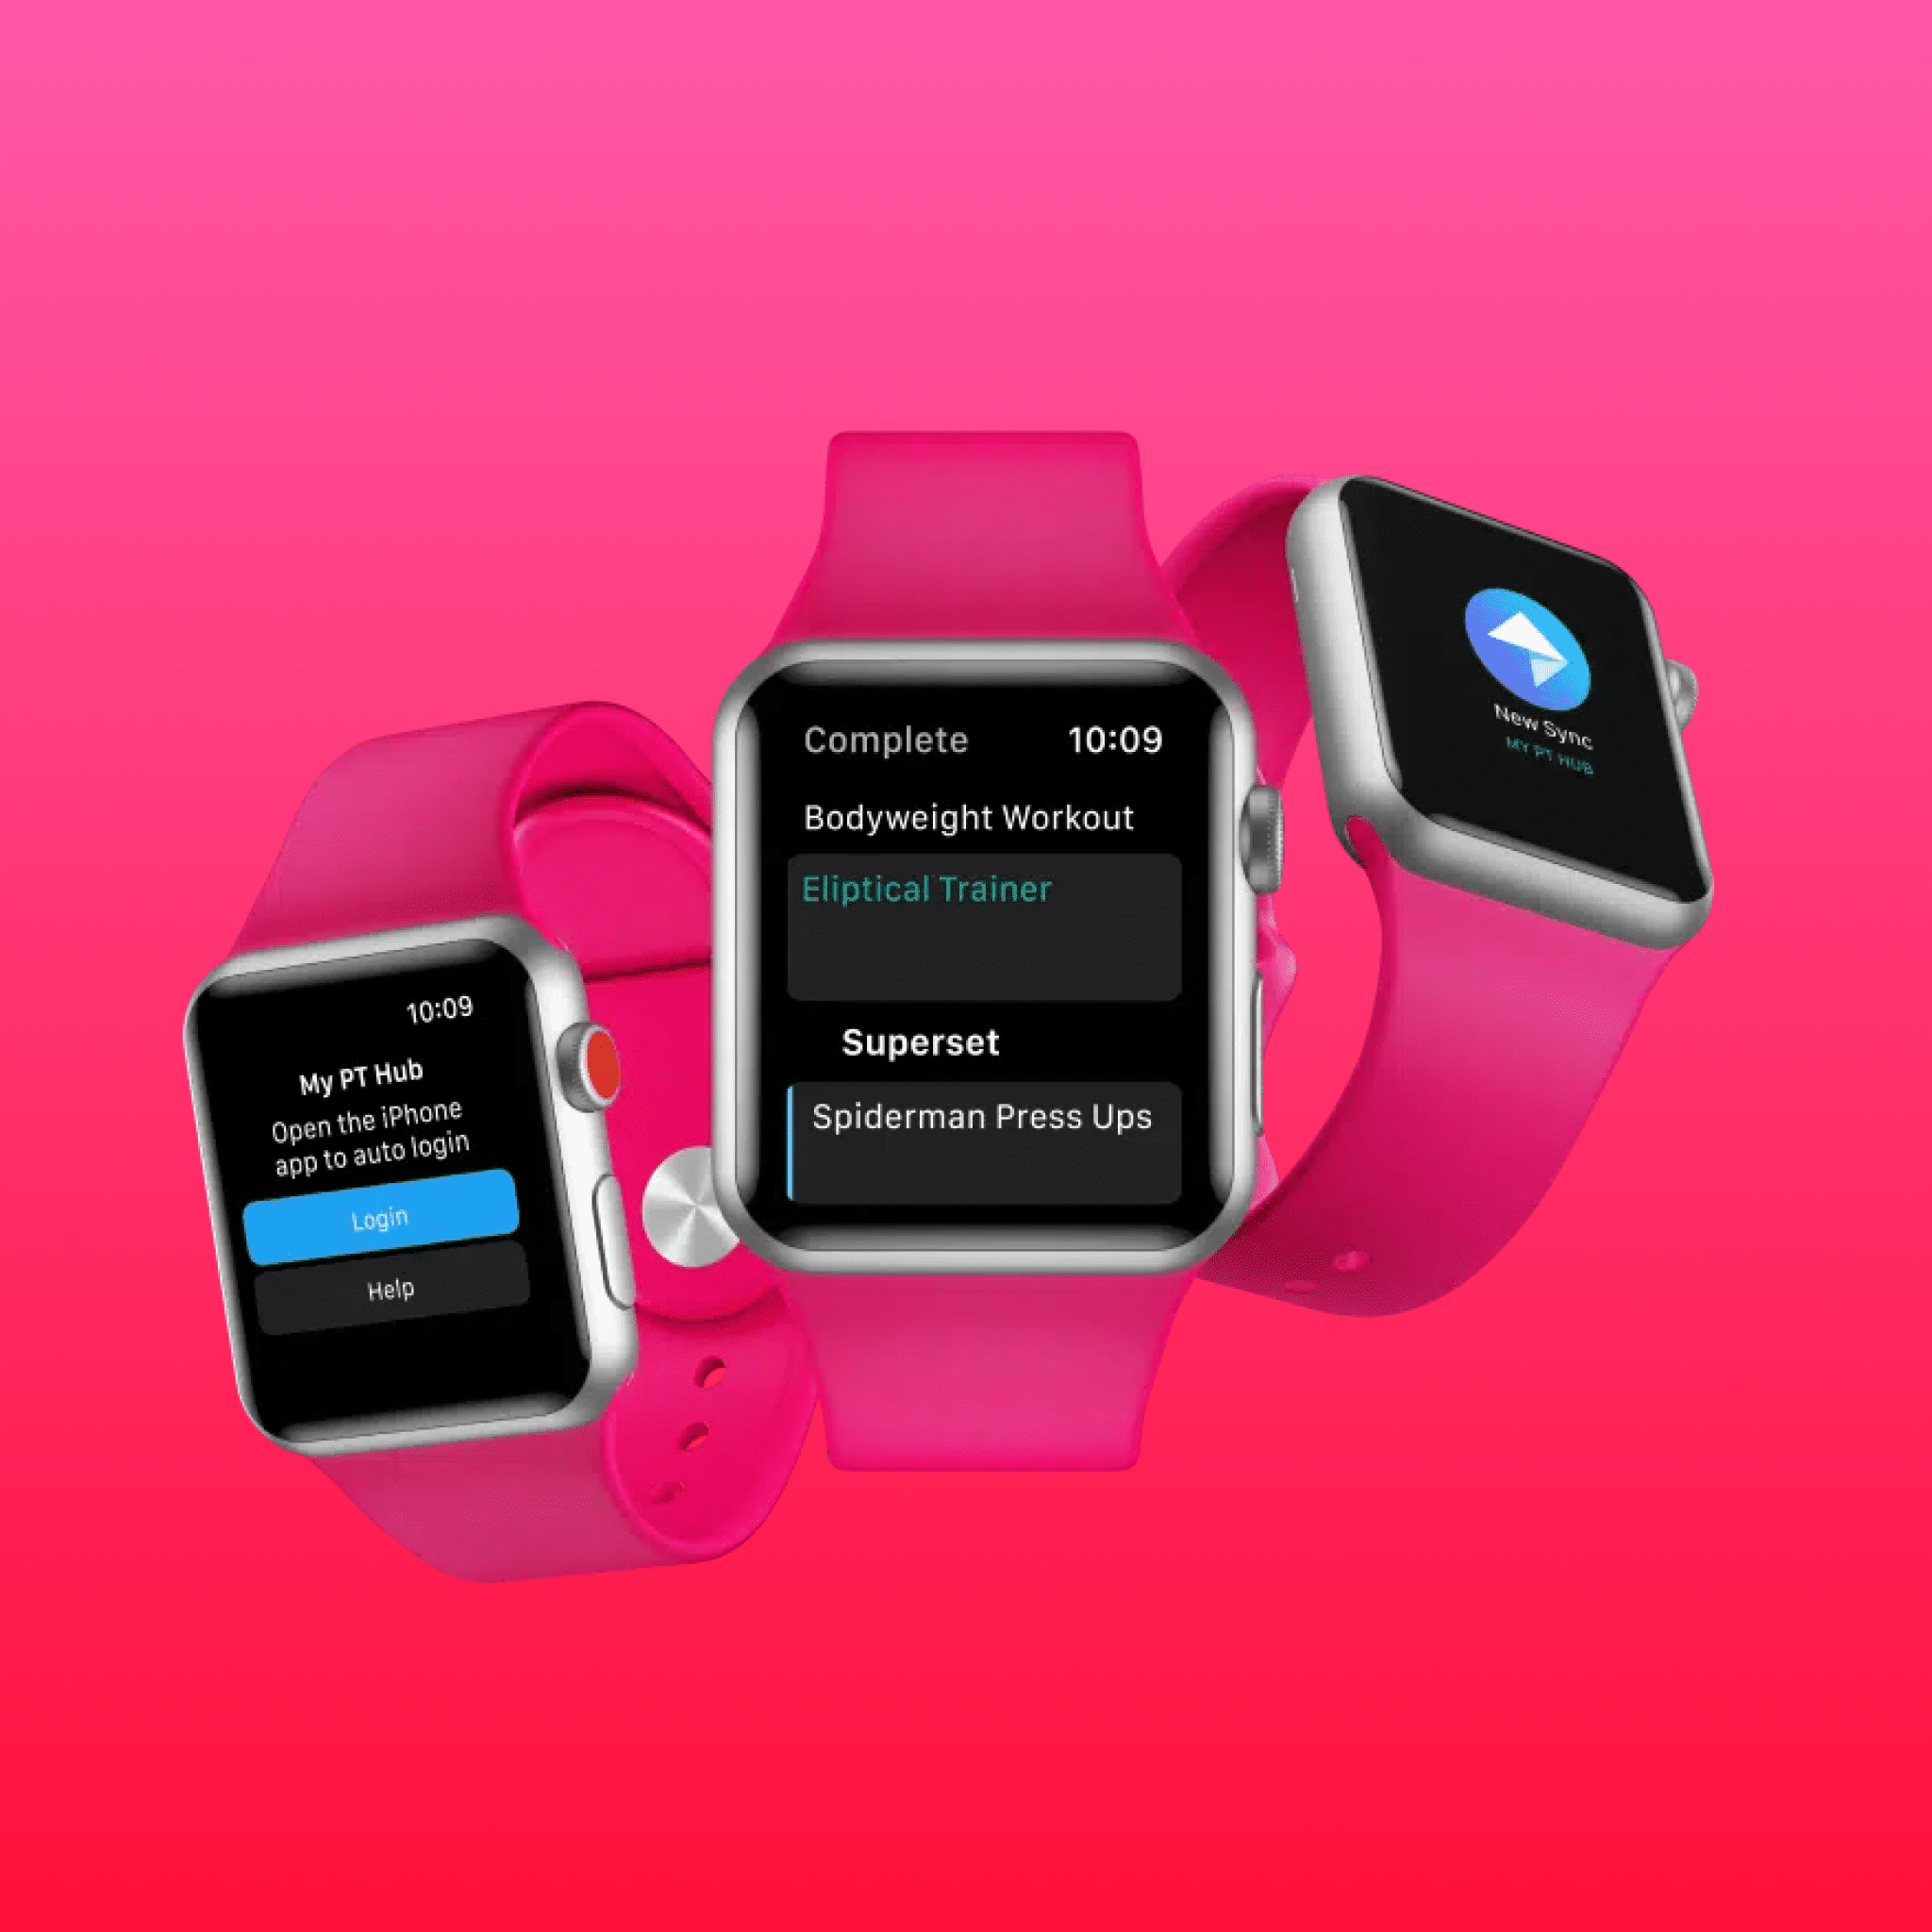 10:09
My PT Hub
Open the iPhone
app to auto login
Login
Help
Complete 10:09
Bodyweight Workout
Eliptical Trainer
Superset
Spiderman Press Ups
New Sync
MY PT HUB